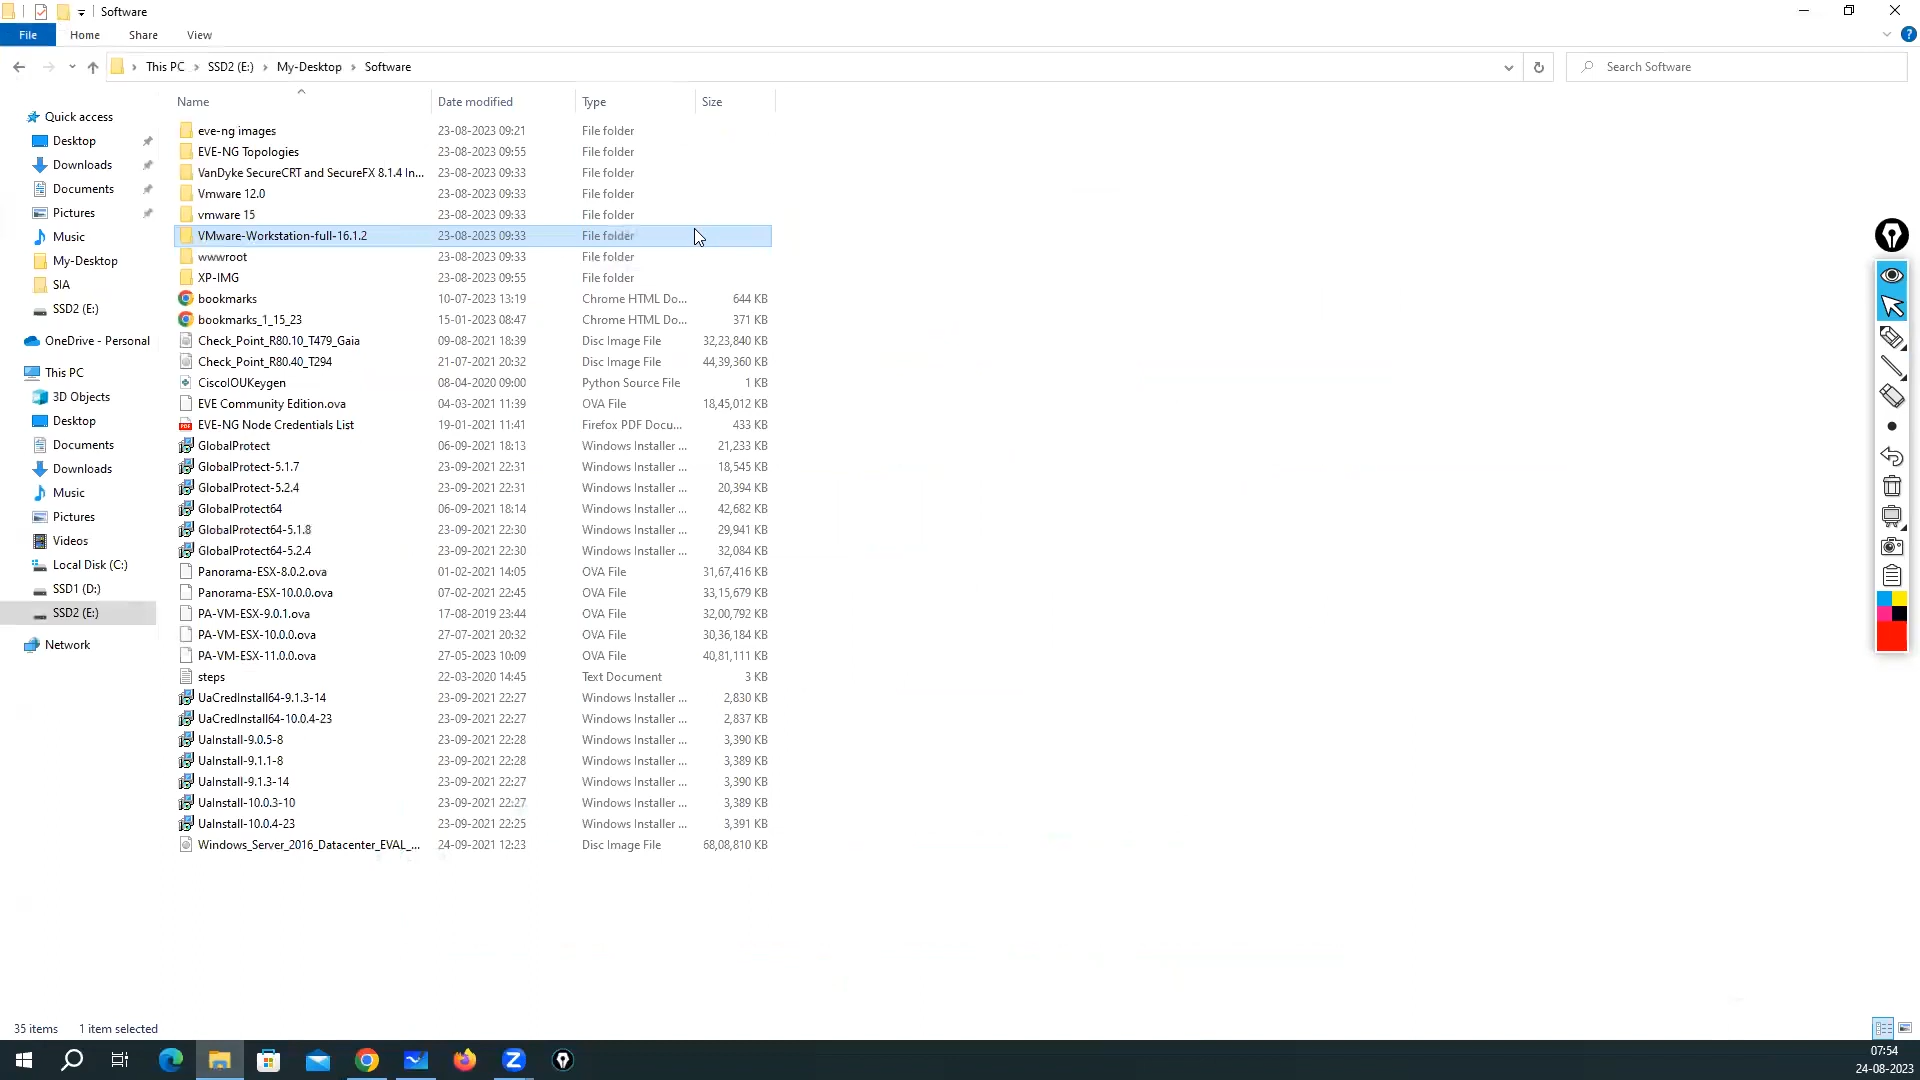 Software
File Home Share View
This PC SSD2 (E:) My-Desktop Software
Search Software
Name Date modified Type Size
Quick access
Desktop
Downloads
Documents
Pictures
Music
My-Desktop
SIA
SSD2 (E:)
OneDrive - Personal
This PC
3D Objects
Desktop
Documents
Downloads
Music
Pictures
Videos
Local Disk (C:)
SSD1 (D:)
SSD2 (E:)
Network
eve-ng images 23-08-2023 09:21 File folder
EVE-NG Topologies 23-08-2023 09:55 File folder
VanDyke SecureCRT and SecureFX 8.1.4 In... 23-08-2023 09:33 File folder
Vmware 12.0 23-08-2023 09:33 File folder
vmware 15 23-08-2023 09:33 File folder
VMware-Workstation-full-16.1.2 23-08-2023 09:33 File folder
wwwroot 23-08-2023 09:33 File folder
XP-IMG 23-08-2023 09:55 File folder
bookmarks 10-07-2023 13:19 Chrome HTML Do... 644 KB
bookmarks_1_15_23 15-01-2023 08:47 Chrome HTML Do... 371 KB
Check_Point_R80.10_T479_Gaia 09-08-2021 18:39 Disc Image File 32,23,840 KB
Check_Point_R80.40_T294 21-07-2021 20:32 Disc Image File 44,39,360 KB
CiscoIOUKeygen 08-04-2020 09:00 Python Source File 1 KB
EVE Community Edition.ova 04-03-2021 11:39 OVA File 18,45,012 KB
EVE-NG Node Credentials List 19-01-2021 11:41 Firefox PDF Docu... 433 KB
GlobalProtect 06-09-2021 18:13 Windows Installer ... 21,233 KB
GlobalProtect-5.1.7 23-09-2021 22:31 Windows Installer ... 18,545 KB
GlobalProtect-5.2.4 23-09-2021 22:31 Windows Installer ... 20,394 KB
GlobalProtect64 06-09-2021 18:14 Windows Installer ... 42,682 KB
GlobalProtect64-5.1.8 23-09-2021 22:30 Windows Installer ... 29,941 KB
GlobalProtect64-5.2.4 23-09-2021 22:30 Windows Installer ... 32,084 KB
Panorama-ESX-8.0.2.ova 01-02-2021 14:05 OVA File 31,67,416 KB
Panorama-ESX-10.0.0.ova 07-02-2021 22:45 OVA File 33,15,679 KB
PA-VM-ESX-9.0.1.ova 17-08-2019 23:44 OVA File 32,00,792 KB
PA-VM-ESX-10.0.0.ova 27-07-2021 20:32 OVA File 30,36,184 KB
PA-VM-ESX-11.0.0.ova 27-05-2023 10:09 OVA File 40,81,111 KB
steps 22-03-2020 14:45 Text Document 3 KB
UaCredInstall64-9.1.3-14 23-09-2021 22:27 Windows Installer ... 2,830 KB
UaCredInstall64-10.0.4-23 23-09-2021 22:27 Windows Installer ... 2,837 KB
UaInstall-9.0.5-8 23-09-2021 22:28 Windows Installer ... 3,390 KB
UaInstall-9.1.1-8 23-09-2021 22:28 Windows Installer ... 3,389 KB
UaInstall-9.1.3-14 23-09-2021 22:27 Windows Installer ... 3,390 KB
UaInstall-10.0.3-10 23-09-2021 22:27 Windows Installer ... 3,389 KB
UaInstall-10.0.4-23 23-09-2021 22:25 Windows Installer ... 3,391 KB
Windows_Server_2016_Datacenter_EVAL_... 24-09-2021 12:23 Disc Image File 68,08,810 KB
35 items 1 item selected
07:54
24-08-2023